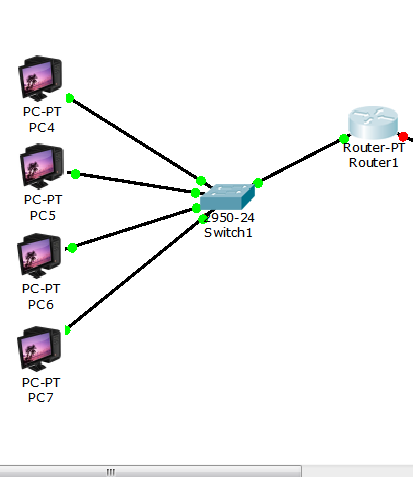 PC-PT
PC4
PC-PT
PC5
PC-PT
PC6
PC-PT
PC7
2950-24
Switch1
Router-PT
Router1